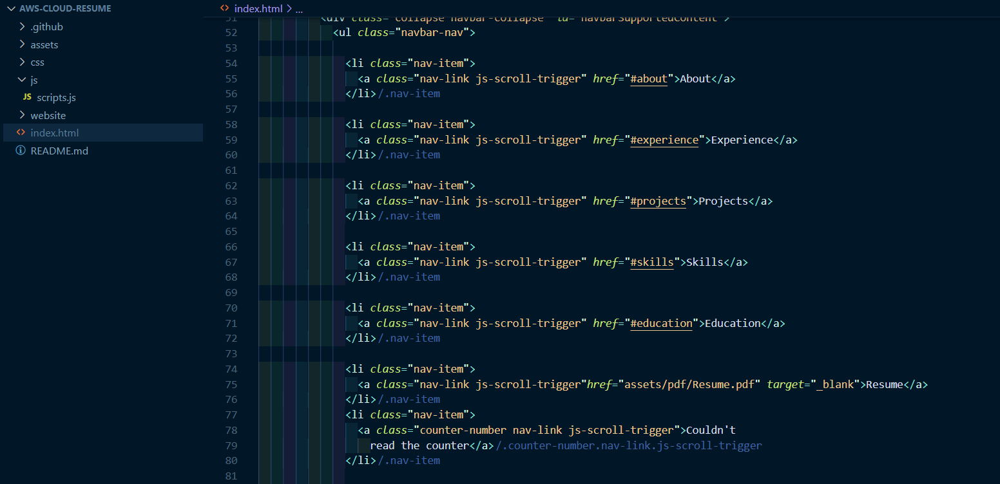 AWS-CLOUD-RESUME
.github
assets
css
js
JS scripts.js
website
<> index.html
README.md
<> index.html > ...
51 <div class="collapse navbar-collapse" id="navbarSupportedContent">
52 <ul class="navbar-nav">
53
54 <li class="nav-item">
55 <a class="nav-link js-scroll-trigger" href="#about">About</a>
56 </li>/.nav-item
57
58 <li class="nav-item">
59 <a class="nav-link js-scroll-trigger" href="#experience">Experience</a>
60 </li>/.nav-item
61
62 <li class="nav-item">
63 <a class="nav-link js-scroll-trigger" href="#projects">Projects</a>
64 </li>/.nav-item
65
66 <li class="nav-item">
67 <a class="nav-link js-scroll-trigger" href="#skills">Skills</a>
68 </li>/.nav-item
69
70 <li class="nav-item">
71 <a class="nav-link js-scroll-trigger" href="#education">Education</a>
72 </li>/.nav-item
73
74 <li class="nav-item">
75 <a class="nav-link js-scroll-trigger"href="assets/pdf/Resume.pdf" target="_blank">Resume</a>
76 </li>/.nav-item
77 <li class="nav-item">
78 <a class="counter-number nav-link js-scroll-trigger">Couldn't
79 read the counter</a>/.counter-number.nav-link.js-scroll-trigger
80 </li>/.nav-item
81